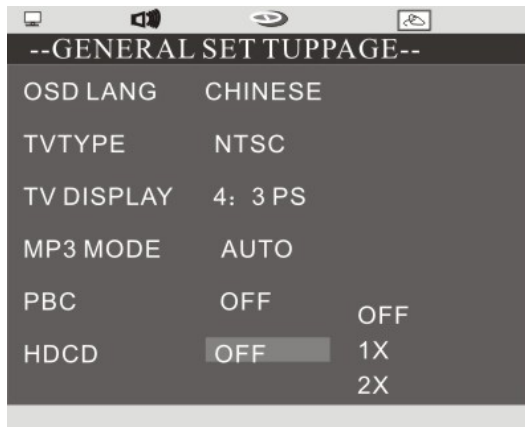 --GENERAL SET TUPPAGE--
OSD LANG CHINESE
TVTYPE NTSC
TV DISPLAY 4: 3 PS
MP3 MODE AUTO
PBC OFF
OFF
HDCD OFF 1X
2X